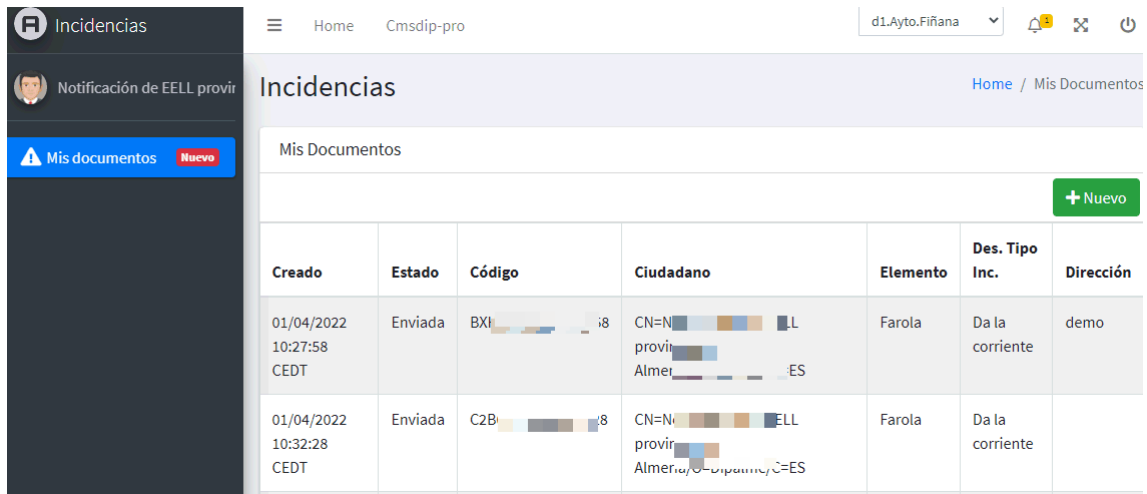 Incidencias
Home Cmsdip-pro
d1.Ayto.Fiñana
1
Notificación de EELL provir
Incidencias
Home / Mis Documentos
Mis documentos Nuevo
Mis Documentos
+ Nuevo
Creado Estado Código Ciudadano Elemento Des. Tipo Inc. Dirección
01/04/2022 Enviada Farola Da la demo
10:27:58 corriente
CEDT
01/04/2022 Enviada Farola Da la
10:32:28 corriente
CEDT